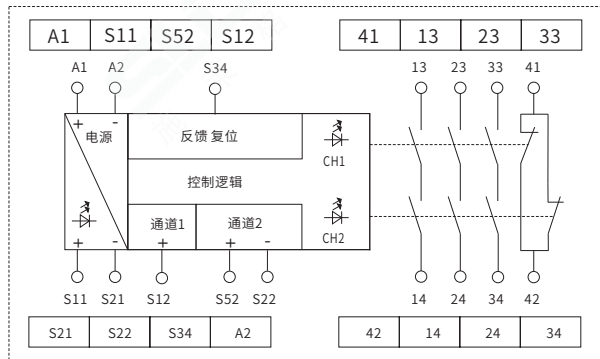 A1 S11 S52 S12 41 13 23 33
A1 A2 S34 13 23 33 41
+ -
电源 反馈 复位
CH1
控制逻辑
通道1 通道2
+ - + + - CH2
S11 S21 S12 S52 S22 14 24 34 42
S21 S22 S34 A2 42 14 24 34